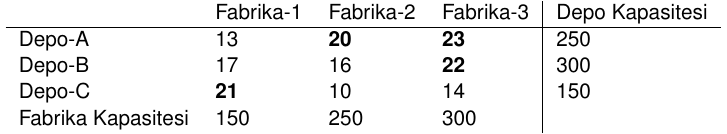 Fabrika-1 Fabrika-2 Fabrika-3 Depo Kapasitesi
Depo-A 13 20 23 250
Depo-B 17 16 22 300
Depo-C 21 10 14 150
Fabrika Kapasitesi 150 250 300